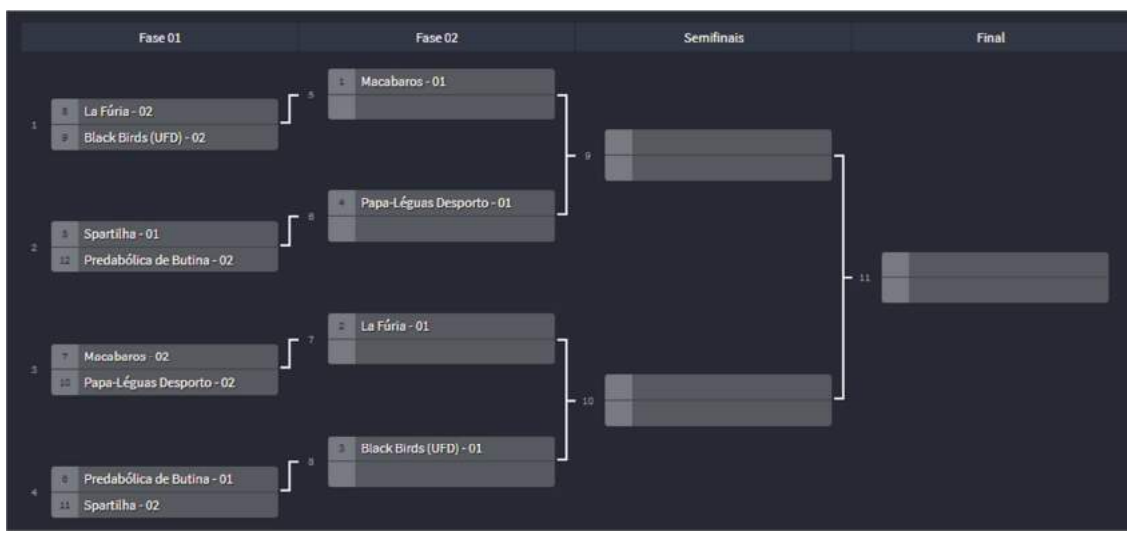 Fase 01
Fase 02
Semifinais
Final
1
8 La Fúria - 02
9 Black Birds (UFD) - 02
2
5 Spartilha - 01
12 Predabólica de Butina - 02
3
7 Macabaros - 02
10 Papa-Léguas Desporto - 02
4
6 Predabólica de Butina - 01
11 Spartilha - 02
5
1 Macabaros - 01
6
4 Papa-Léguas Desporto - 01
7
2 La Fúria - 01
8
3 Black Birds (UFD) - 01
9
10
11